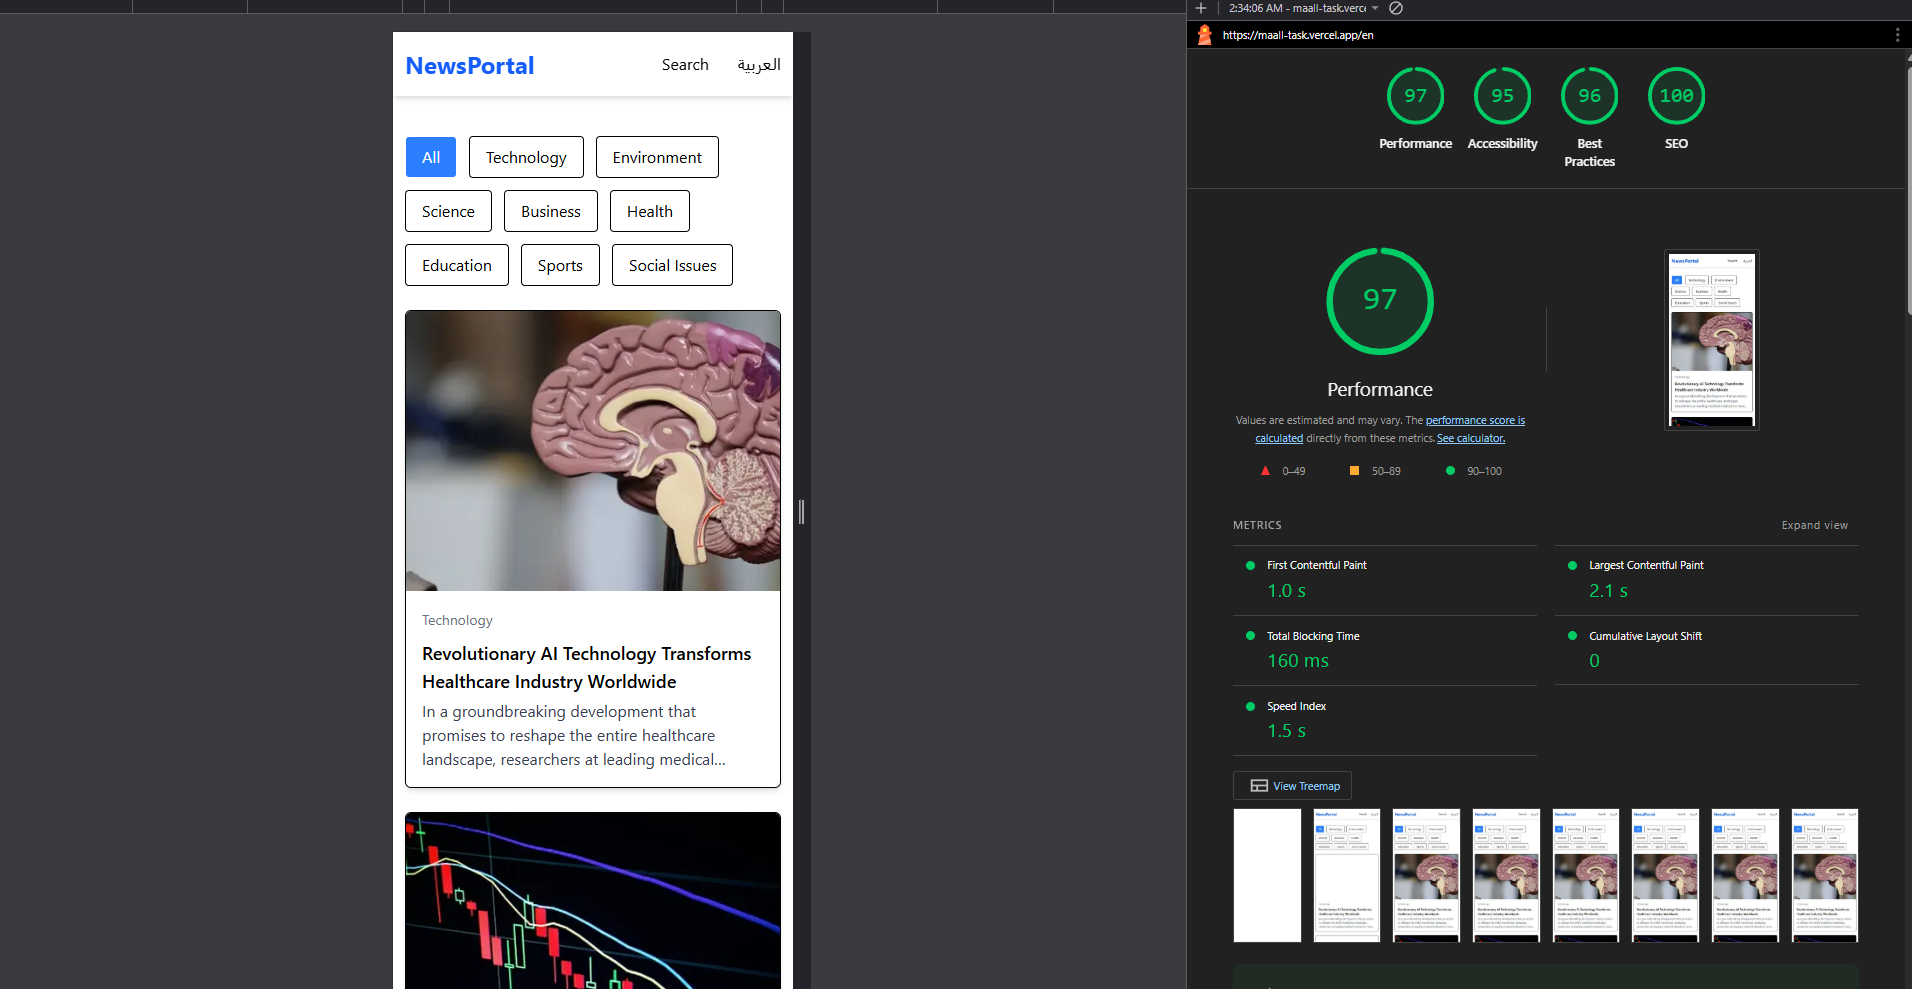 NewsPortal
Search
العربية
All
Technology
Environment
Science
Business
Health
Education
Sports
Social Issues
Technology
Revolutionary AI Technology Transforms
Healthcare Industry Worldwide
In a groundbreaking development that
promises to reshape the entire healthcare
landscape, researchers at leading medical...
2:34:06 AM - maall-task.verc
https://maall-task.vercel.app/en
97
Performance
95
Accessibility
96
Best
Practices
100
SEO
97
Performance
Values are estimated and may vary. The performance score is
calculated directly from these metrics. See calculator.
0–49
50–89
90–100
METRICS
Expand view
First Contentful Paint
1.0 s
Largest Contentful Paint
2.1 s
Total Blocking Time
160 ms
Cumulative Layout Shift
0
Speed Index
1.5 s
View Treemap